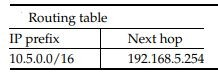 Routing table
IP prefix Next hop
10.5.0.0/16 192.168.5.254